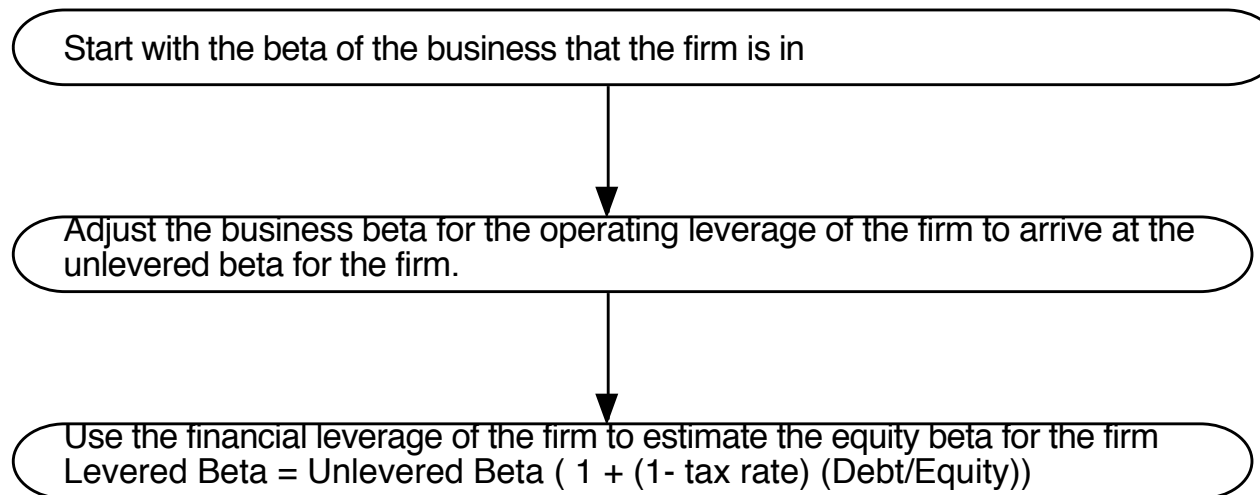 Start with the beta of the business that the firm is in
Adjust the business beta for the operating leverage of the firm to arrive at the
unlevered beta for the firm.
Use the financial leverage of the firm to estimate the equity beta for the firm
Levered Beta = Unlevered Beta ( 1 + (1- tax rate) (Debt/Equity))